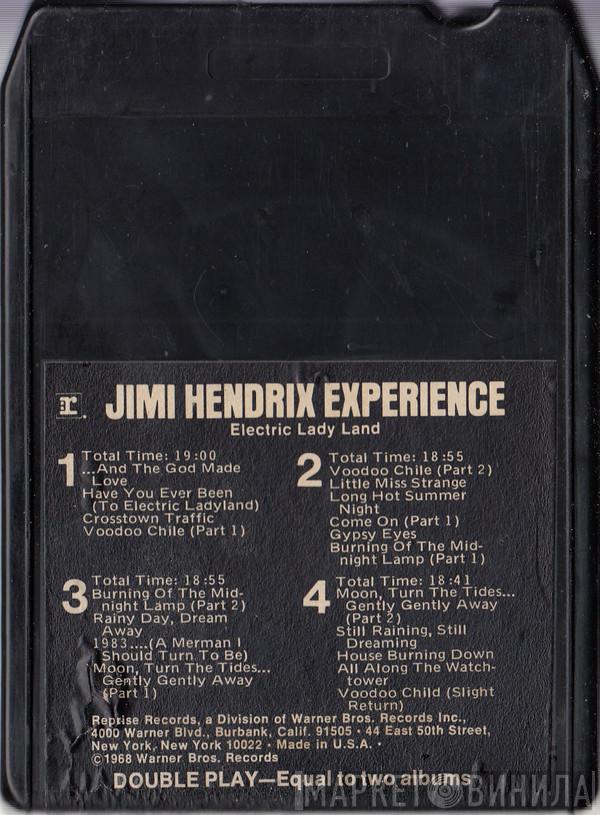 r. JIMI HENDRIX EXPERIENCE
Electric Lady Land
1 Total Time: 19:00
...And The God Made
Love
Have You Ever Been
(To Electric Ladyland)
Crosstown Traffic
Voodoo Chile (Part 1)
2 Total Time: 18:55
Voodoo Chile (Part 2)
Little Miss Strange
Long Hot Summer
Night
Come On (Part 1)
Gypsy Eyes
Burning Of The Mid-
night Lamp (Part 1)
3 Total Time: 18:55
Burning Of The Mid-
night Lamp (Part 2)
Rainy Day, Dream
Away
1983....(A Merman I
Should Turn To Be)
Moon, Turn The Tides...
Gently Gently Away
(Part 1)
4 Total Time: 18:41
Moon, Turn The Tides...
Gently Gently Away
(Part 2)
Still Raining, Still
Dreaming
House Burning Down
All Along The Watch-
tower
Voodoo Child (Slight
Return)
Reprise Records, a Division of Warner Bros. Records Inc.,
4000 Warner Blvd., Burbank, Calif. 91505 • 44 East 50th Street,
New York, New York 10022 • Made in U.S.A. •
©1968 Warner Bros. Records
DOUBLE PLAY—Equal to two albums
МАРКЕТ ВИНИЛА